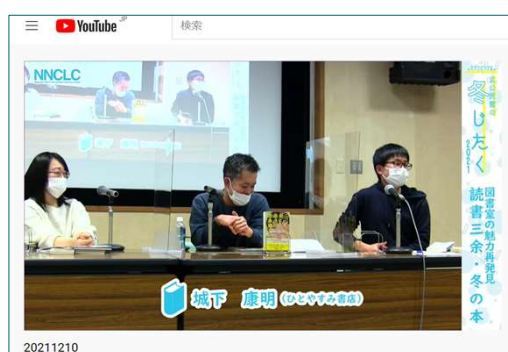 YouTube JP
検索
NNCLC
冬じたく
図書室の魅力再発見
読書三余・冬の本
城下 康明(ひとやすみ書店)
20211210